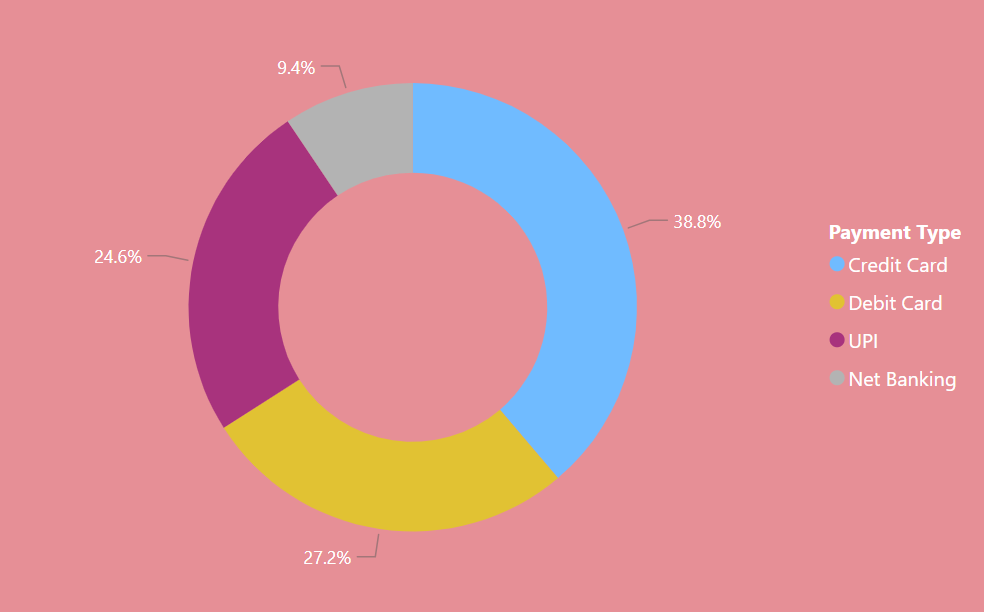 9.4%
38.8%
24.6%
27.2%
Payment Type
Credit Card
Debit Card
UPI
Net Banking